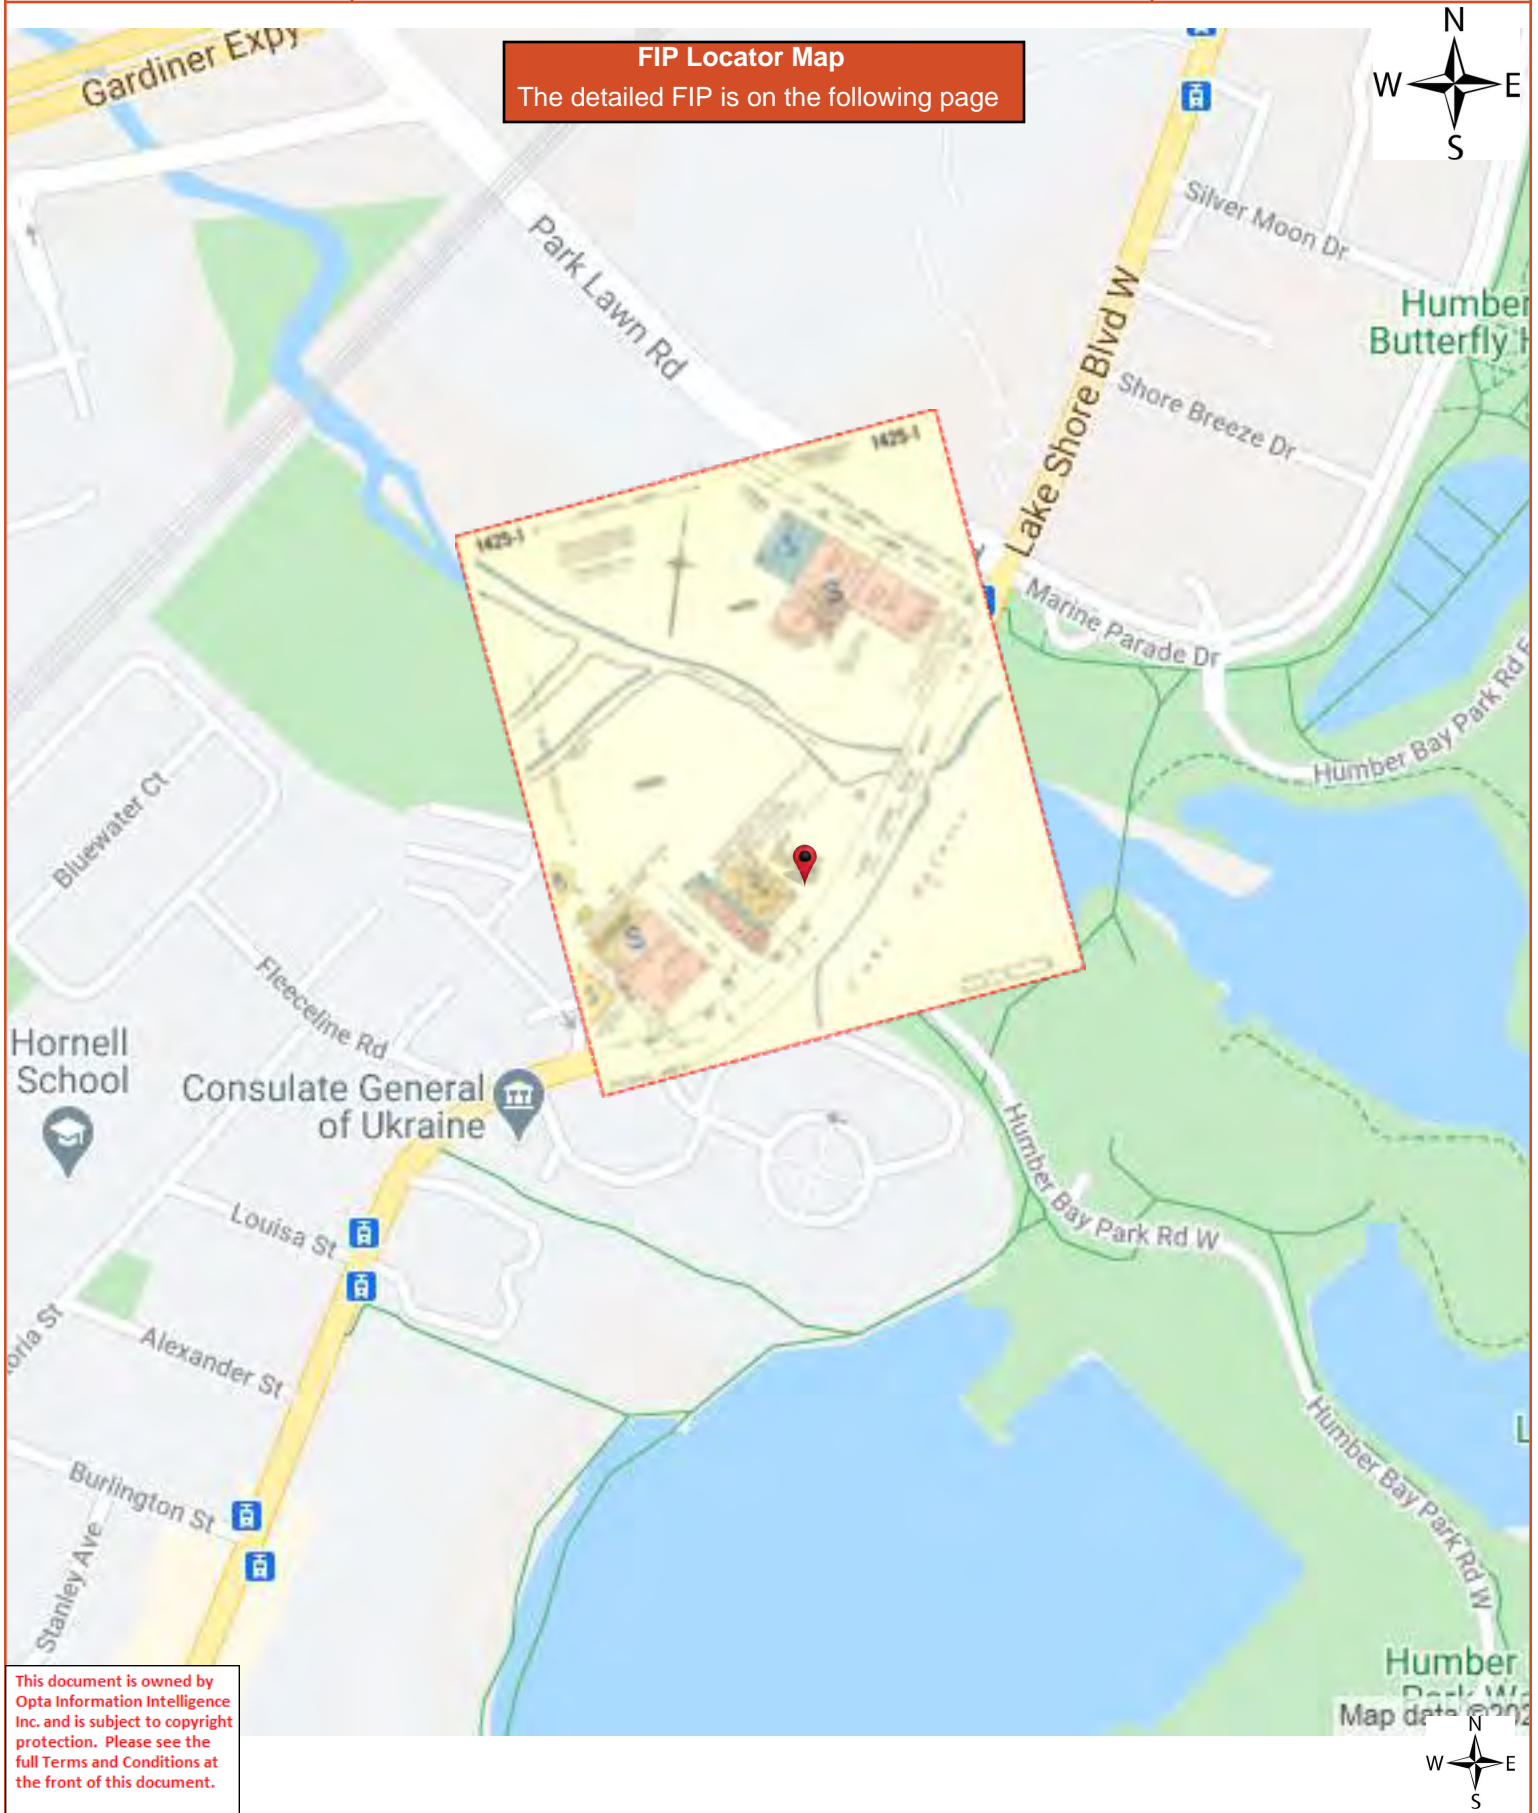 FIP Locator Map
The detailed FIP is on the following page
N
W
E
S
Gardiner Expy
Park Lawn Rd
Silver Moon Dr
Humber
Butterfly
Lake Shore Blvd W
Shore Breeze Dr
1425-1
1425-1
S
S
Marine Parade Dr
Humber Bay Park Rd E
Bluewater Ct
S
Fleeceline Rd
Hornell
School
Consulate General
of Ukraine
Humber Bay Park Rd W
Louisa St
oria St
Alexander St
Humber Bay Park Rd W
Burlington St
Stanley Ave
Humber
Map data ©202
This document is owned by
Opta Information Intelligence
Inc. and is subject to copyright
protection. Please see the
full Terms and Conditions at
the front of this document.
N
W
E
S